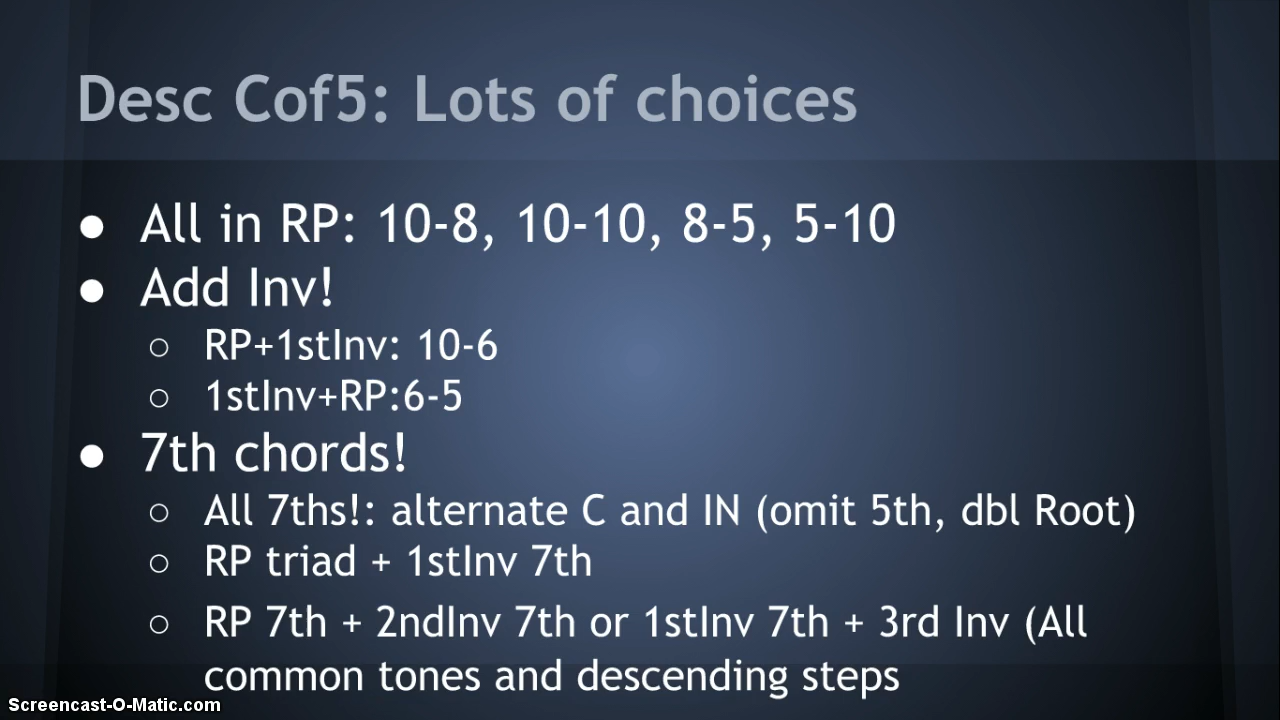 Desc Cof5: Lots of choices
● All in RP: 10-8, 10-10, 8-5, 5-10
● Add Inv!
○ RP+1stInv: 10-6
○ 1stInv+RP:6-5
● 7th chords!
○ All 7ths!: alternate C and IN (omit 5th, dbl Root)
○ RP triad + 1stInv 7th
○ RP 7th + 2ndInv 7th or 1stInv 7th + 3rd Inv (All
common tones and descending steps
Screencast-O-Matic.com